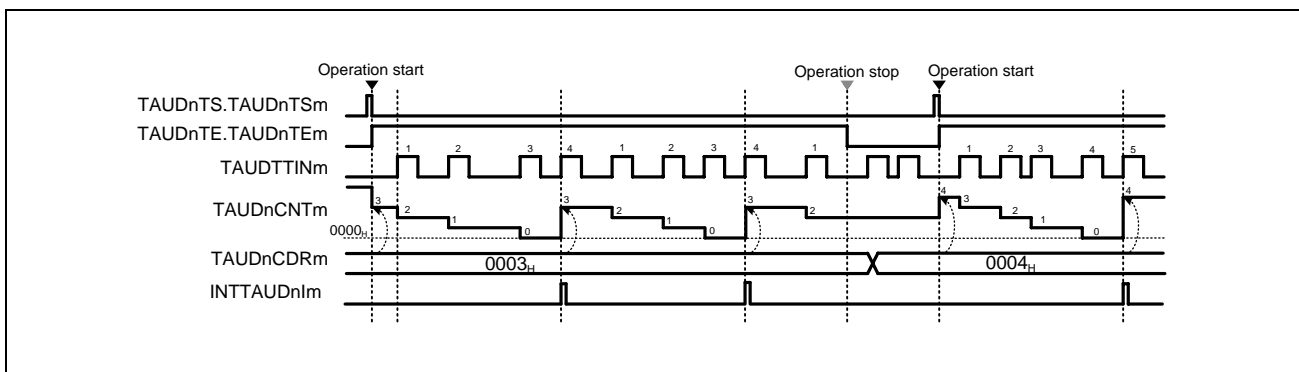 Operation start Operation stop Operation start
TAUDnTS.TAUDnTSm
TAUDnTE.TAUDnTEm
1 2 3 4 1 2 3 4 1 1 2 3 4 5
TAUDTTINm
3 2 1 0 3 2 1 0 3 2 4 3 2 1 0 4
TAUDnCNTm
0000H
TAUDnCDRm
0003H 0004H
INTTAUDnIm